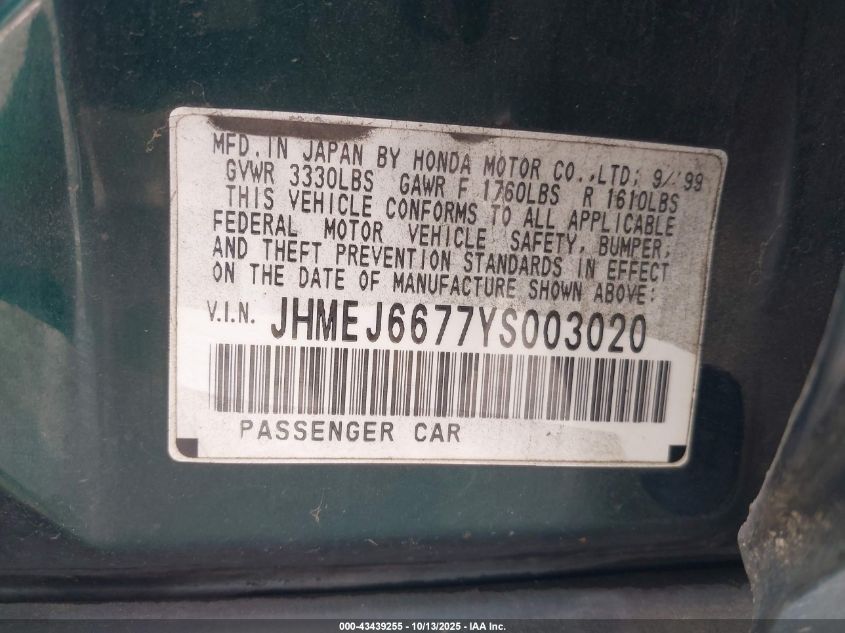 MFD. IN JAPAN BY HONDA MOTOR CO.,LTD; 9/'99
GVWR 3330LBS GAWR F 1760LBS R 1610LBS
THIS VEHICLE CONFORMS TO ALL APPLICABLE
FEDERAL MOTOR VEHICLE SAFETY, BUMPER,
AND THEFT PREVENTION STANDARDS IN EFFECT
ON THE DATE OF MANUFACTURE SHOWN ABOVE:
V.I.N. JHMEJ6677YS003020
PASSENGER CAR
000-43439255 | 10/13/2025 | IAA Inc.